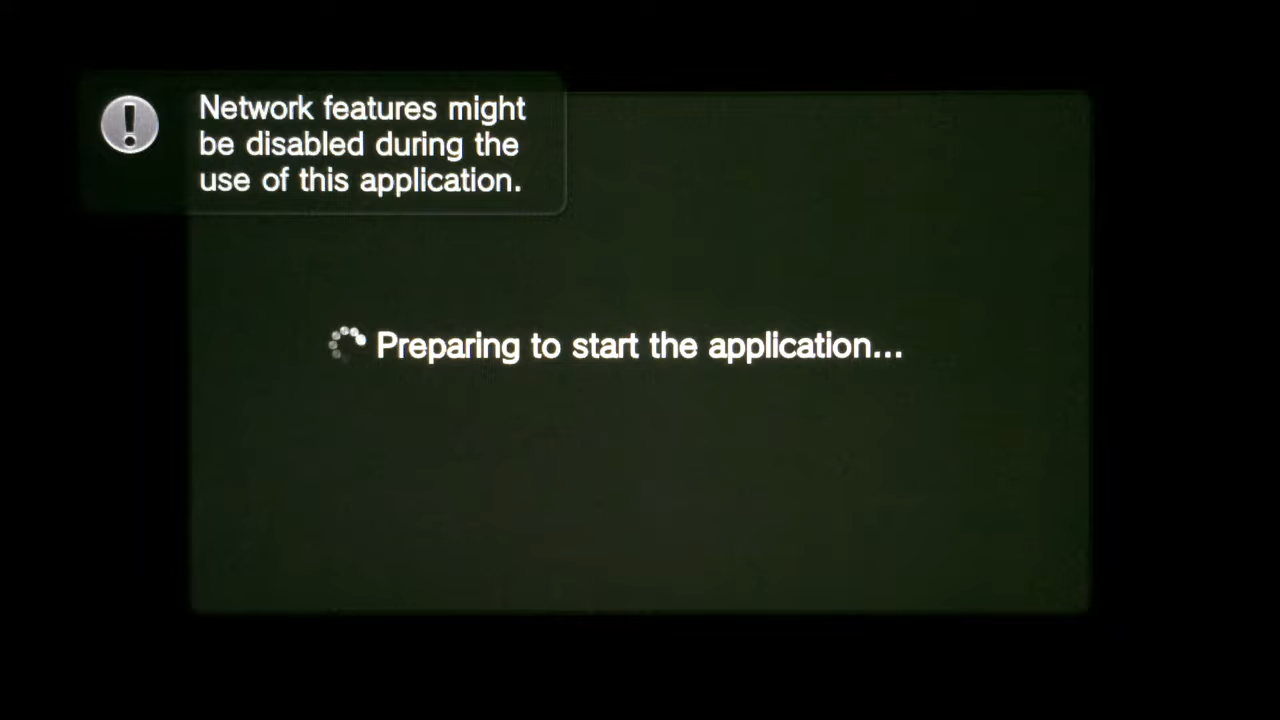 Network features might
be disabled during the
use of this application.
Preparing to start the application...